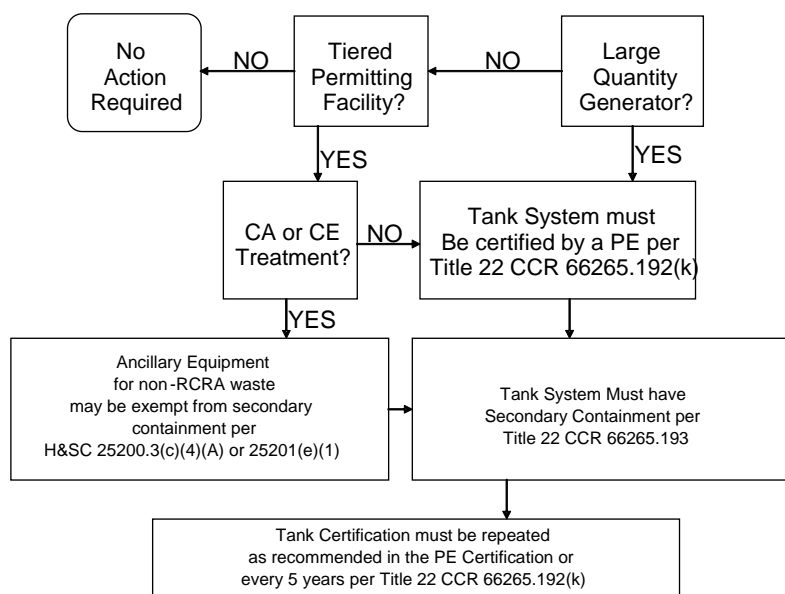 No
Action
Required
NO
Tiered
Permitting
Facility?
NO
Large
Quantity
Generator?
YES
YES
CA or CE
Treatment?
NO
Tank System must
Be certified by a PE per
Title 22 CCR 66265.192(k)
YES
Ancillary Equipment
for non-RCRA waste
may be exempt from secondary
containment per
H&SC 25200.3(c)(4)(A) or 25201(e)(1)
Tank System Must have
Secondary Containment per
Title 22 CCR 66265.193
Tank Certification must be repeated
as recommended in the PE Certification or
every 5 years per Title 22 CCR 66265.192(k)